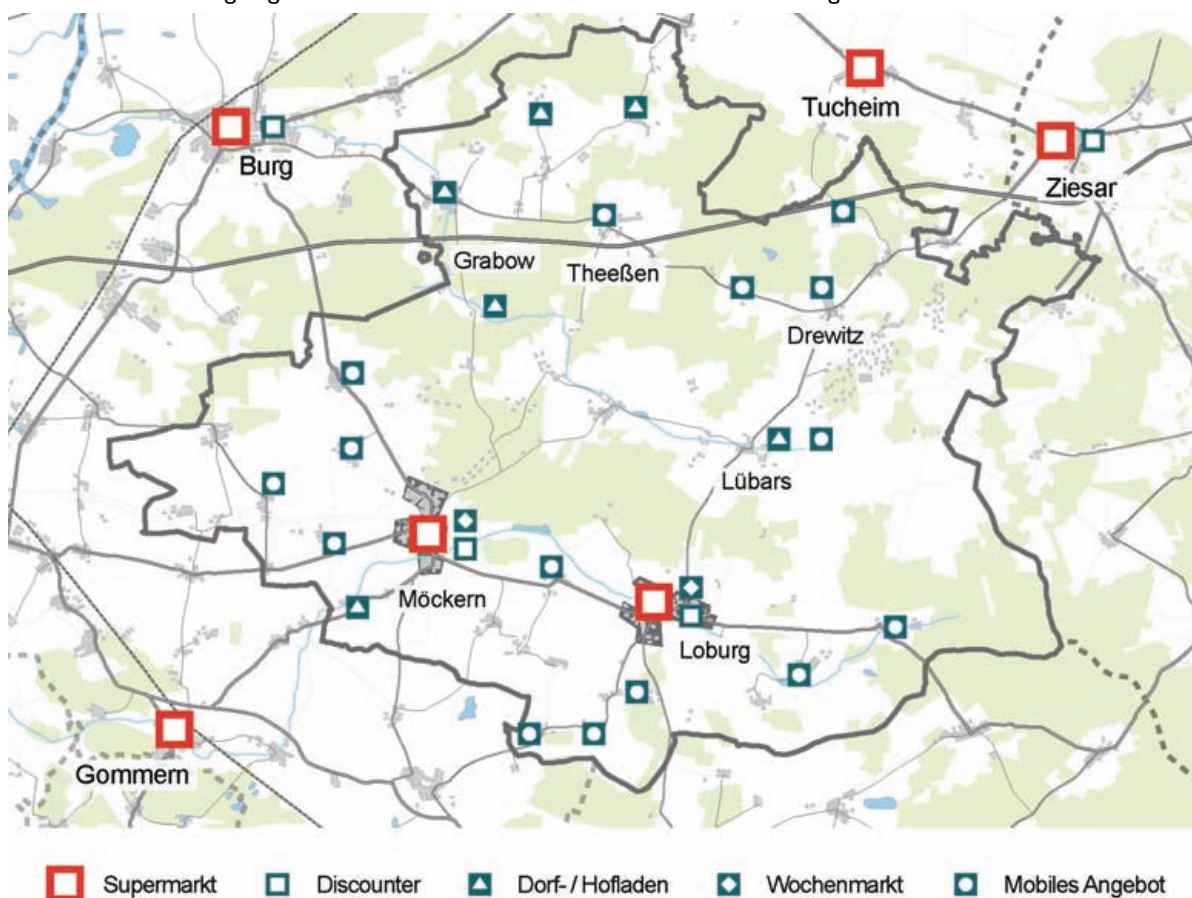 Tucheim
Burg
Ziesar
Grabow
Theeßen
Drewitz
Lübars
Möckern
Loburg
Gommern
Supermarkt
Discounter
Dorf- / Hofladen
Wochenmarkt
Mobiles Angebot